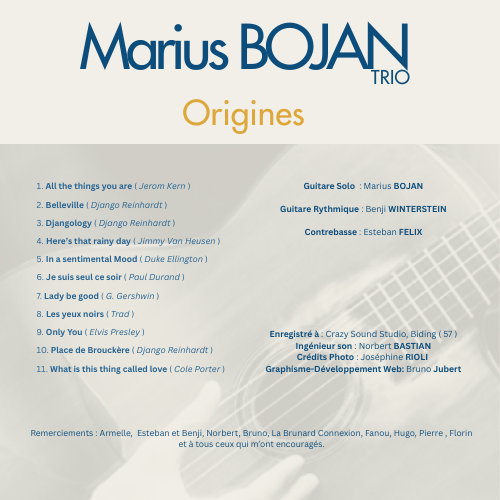 Marius BOJAN
TRIO
Origines
1. All the things you are ( Jerom Kern )
2. Belleville ( Django Reinhardt )
3. Djangology ( Django Reinhardt )
4. Here's that rainy day ( Jimmy Van Heusen )
5. In a sentimental Mood ( Duke Ellington )
6. Je suis seul ce soir ( Paul Durand )
7. Lady be good ( G. Gershwin )
8. Les yeux noirs ( Trad )
9. Only You ( Elvis Presley )
10. Place de Brouckère ( Django Reinhardt )
11. What is this thing called love ( Cole Porter )
Guitare Solo : Marius BOJAN
Guitare Rythmique : Benji WINTERSTEIN
Contrebasse : Esteban FELIX
Enregistré à : Crazy Sound Studio, Biding ( 57 )
Ingénieur son : Norbert BASTIAN
Crédits Photo : Joséphine RIOLI
Graphisme-Développement Web: Bruno Jubert
Remerciements : Armelle, Esteban et Benji, Norbert, Bruno, La Brunard Connexion, Fanou, Hugo, Pierre , Florin
et à tous ceux qui m'ont encouragés.